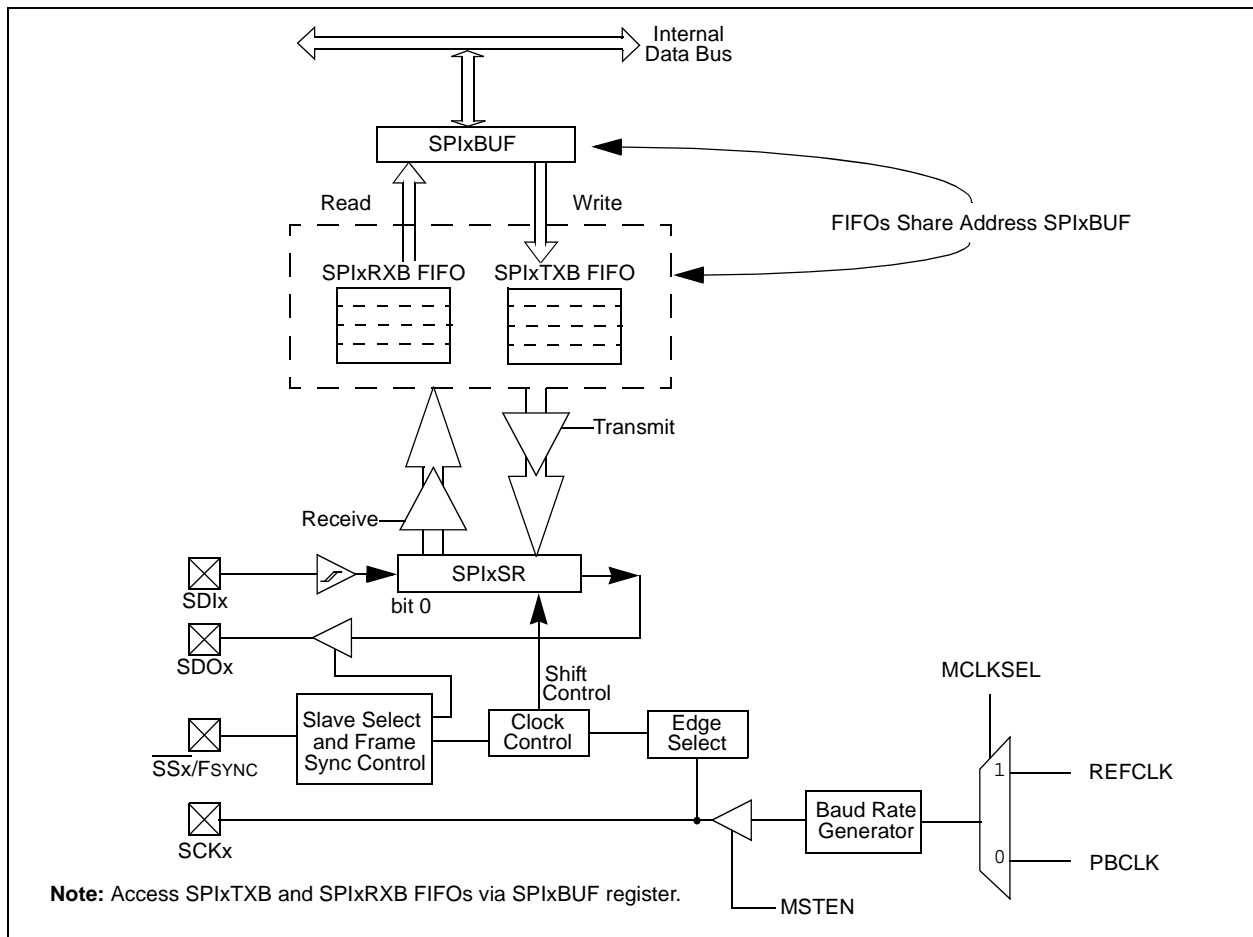 Internal
Data Bus
SPIxBUF
Read
Write
FIFOs Share Address SPIxBUF
SPIxRXB FIFO
SPIxTXB FIFO
Transmit
Receive
SPIxSR
SDIx
bit 0
SDOx
Shift
Control
MCLKSEL
Slave Select
and Frame
Sync Control
Clock
Control
Edge
Select
SSx/FSYNC
1
REFCLK
Baud Rate
Generator
SCKx
0
PBCLK
Note: Access SPIxTXB and SPIxRXB FIFOs via SPIxBUF register.
MSTEN